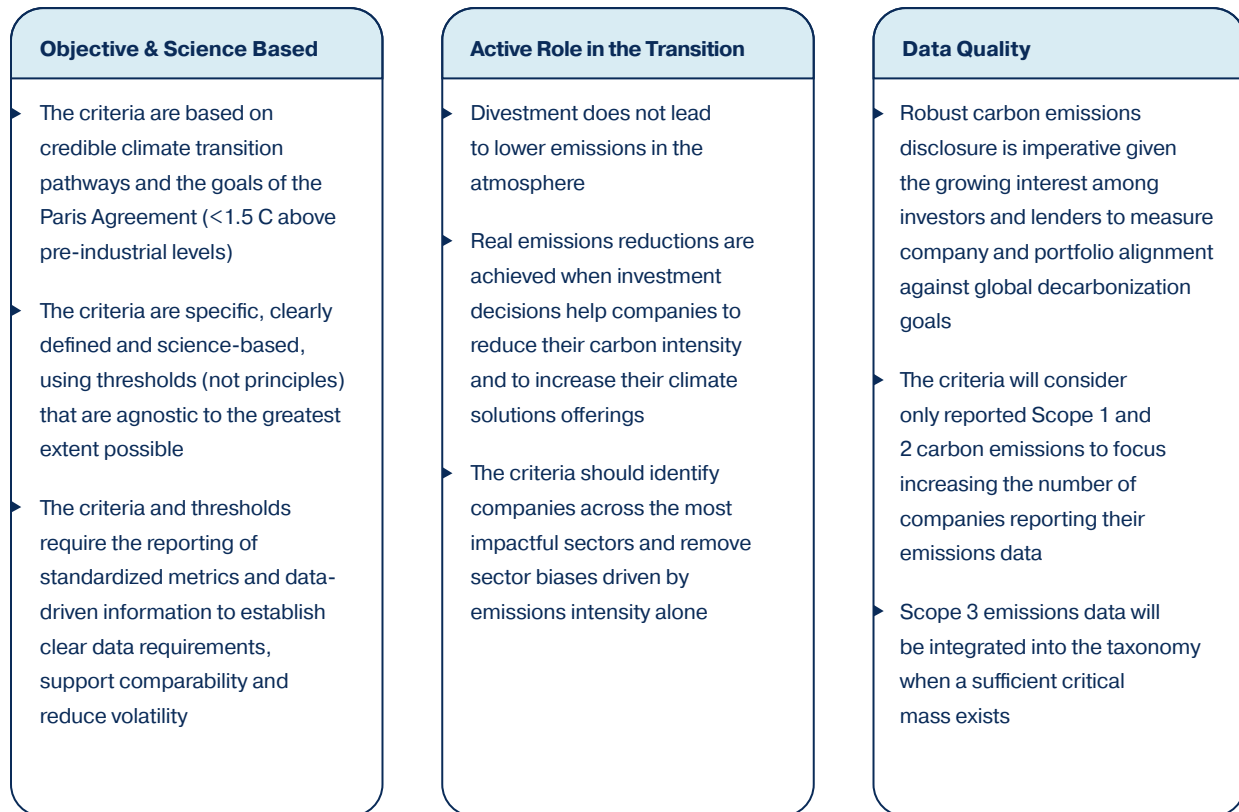 Objective & Science Based
The criteria are based on
credible climate transition
pathways and the goals of the
Paris Agreement (<1.5 C above
pre-industrial levels)
The criteria are specific, clearly
defined and science-based,
using thresholds (not principles)
that are agnostic to the greatest
extent possible
The criteria and thresholds
require the reporting of
standardized metrics and data-
driven information to establish
clear data requirements,
support comparability and
reduce volatility
Active Role in the Transition
Divestment does not lead
to lower emissions in the
atmosphere
Real emissions reductions are
achieved when investment
decisions help companies to
reduce their carbon intensity
and to increase their climate
solutions offerings
The criteria should identify
companies across the most
impactful sectors and remove
sector biases driven by
emissions intensity alone
Data Quality
Robust carbon emissions
disclosure is imperative given
the growing interest among
investors and lenders to measure
company and portfolio alignment
against global decarbonization
goals
The criteria will consider
only reported Scope 1 and
2 carbon emissions to focus
increasing the number of
companies reporting their
emissions data
Scope 3 emissions data will
be integrated into the taxonomy
when a sufficient critical
mass exists